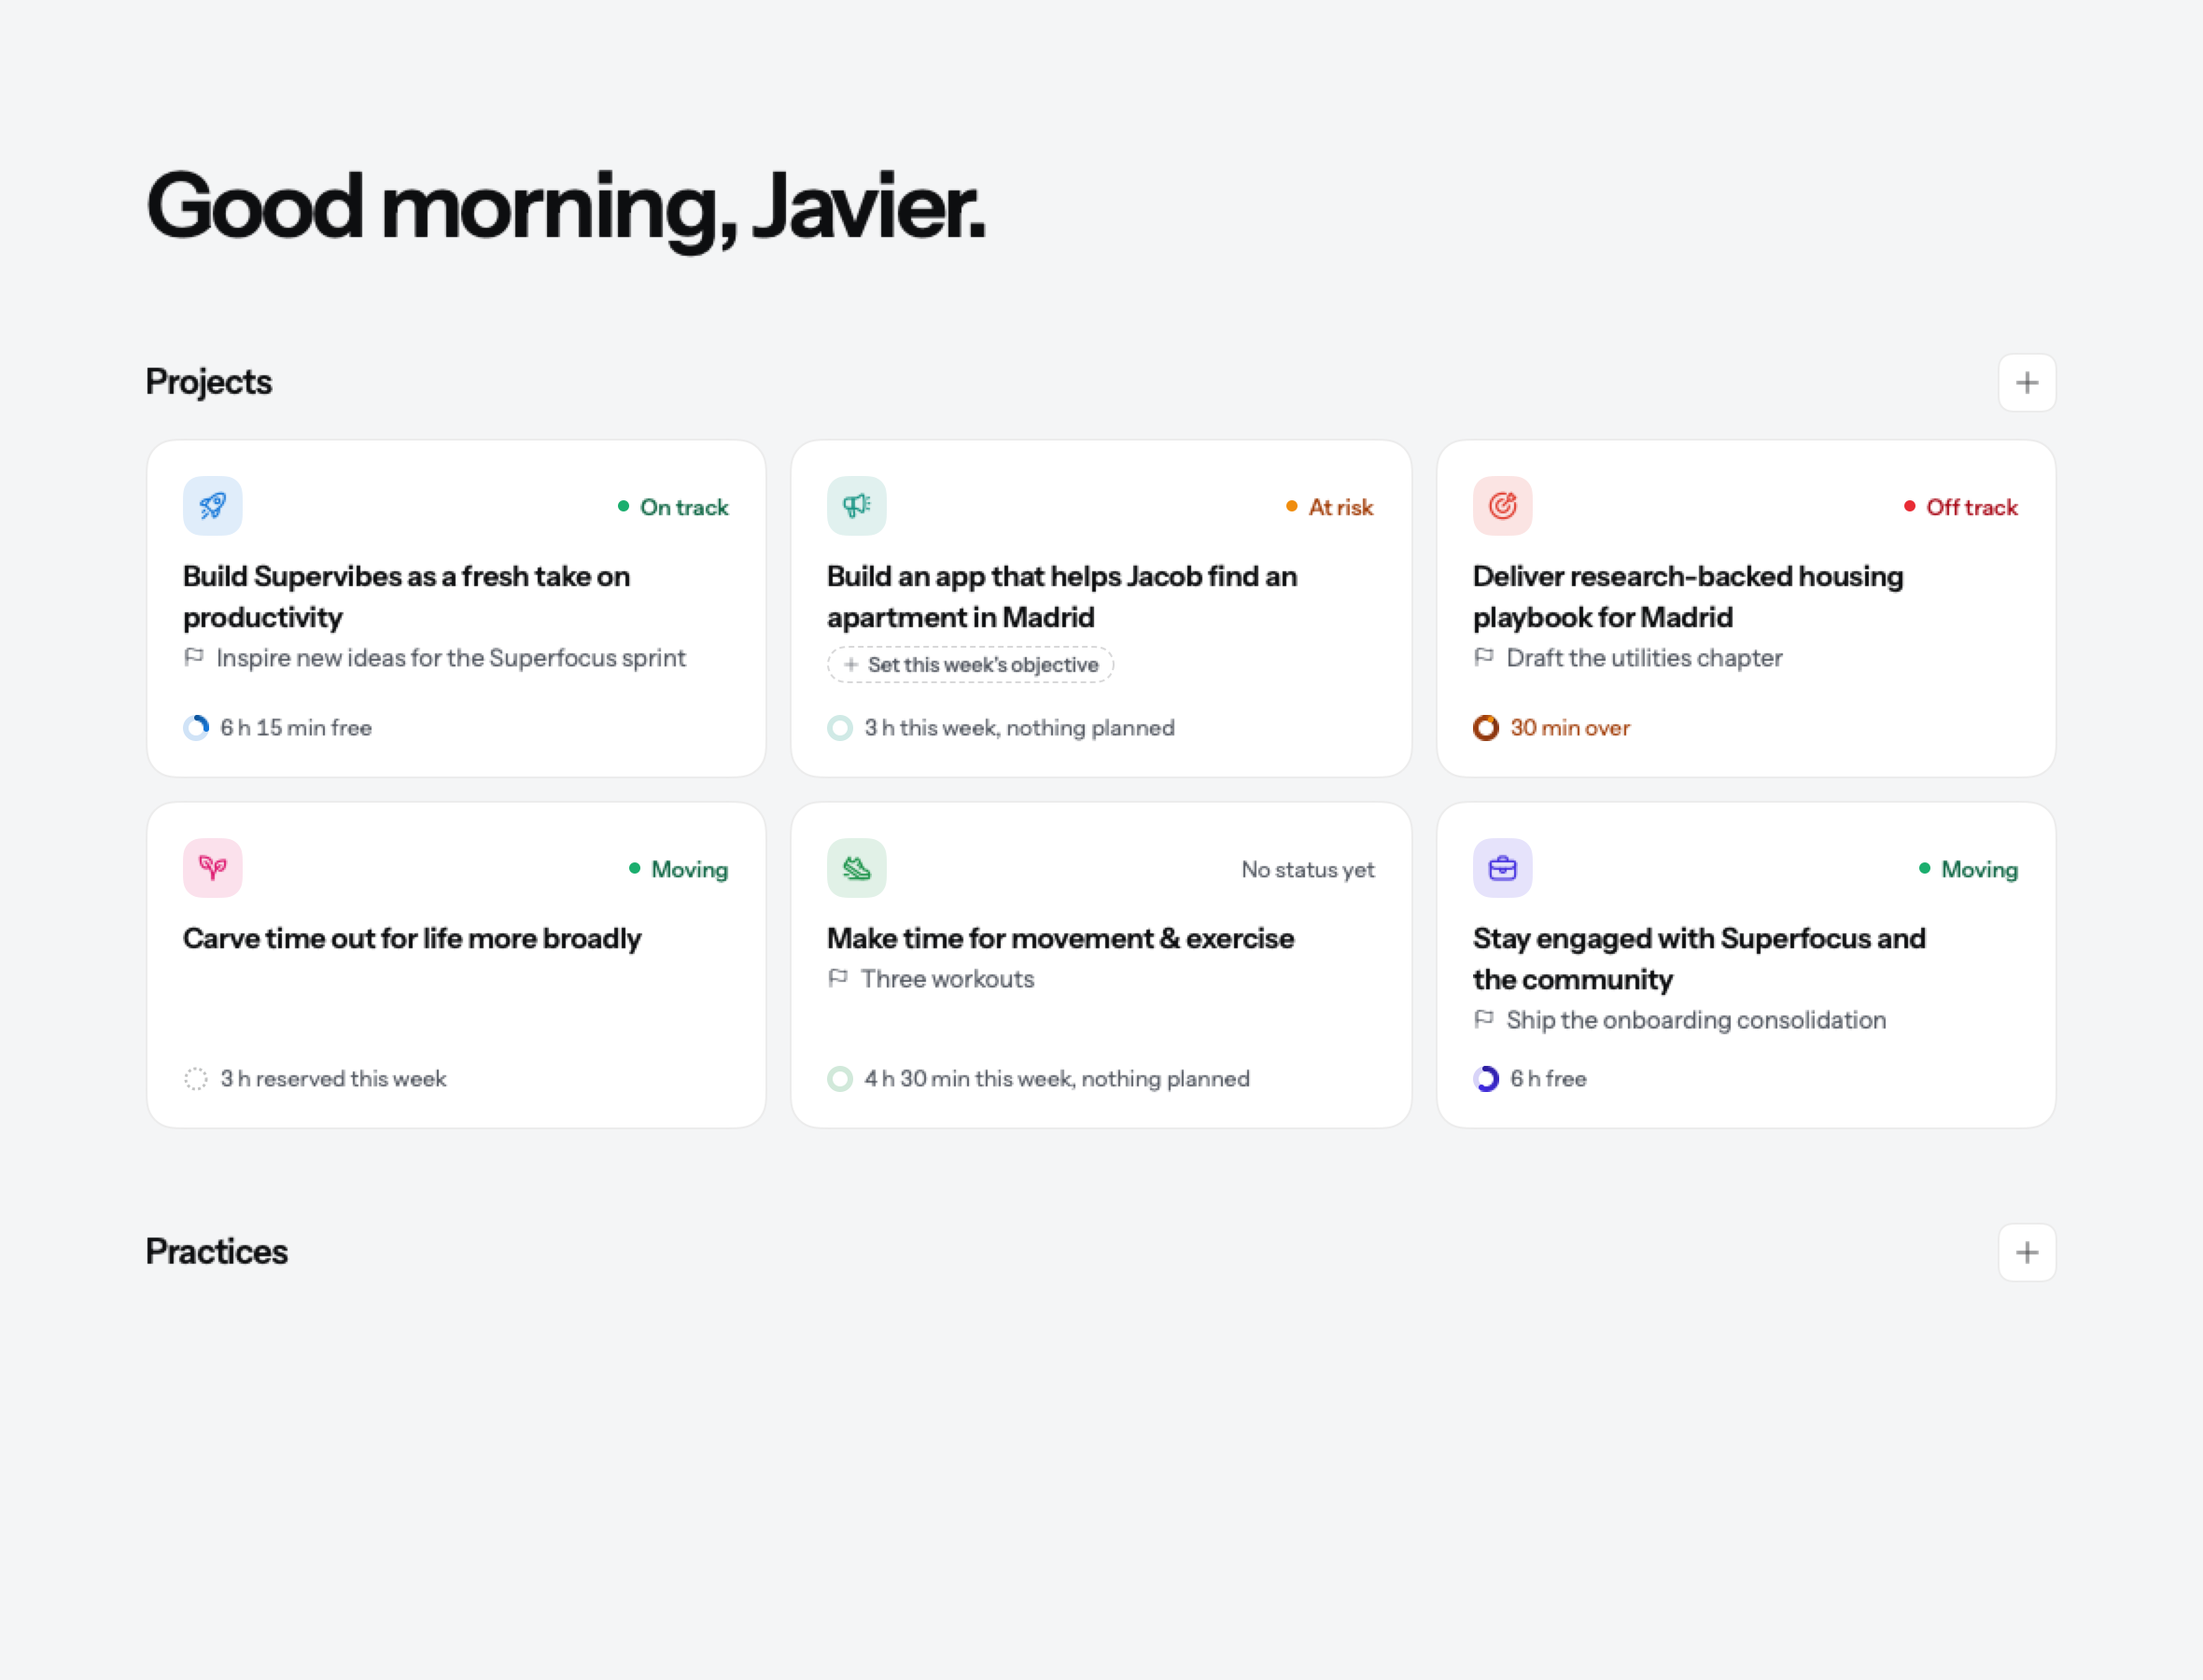 Good morning, Javier.
Projects
On track
Build Supervibes as a fresh take on
productivity
Inspire new ideas for the Superfocus sprint
6 h 15 min free
At risk
Build an app that helps Jacob find an
apartment in Madrid
+ Set this week's objective
3 h this week, nothing planned
Off track
Deliver research-backed housing
playbook for Madrid
Draft the utilities chapter
30 min over
Moving
Carve time out for life more broadly
3 h reserved this week
No status yet
Make time for movement & exercise
Three workouts
4 h 30 min this week, nothing planned
Moving
Stay engaged with Superfocus and
the community
Ship the onboarding consolidation
6 h free
Practices